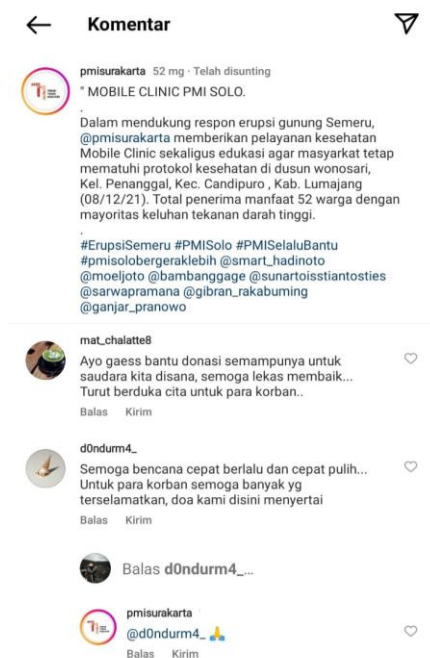 Komentar
pmisurakarta 52 mg · Telah disunting
" MOBILE CLINIC PMI SOLO.
.
Dalam mendukung respon erupsi gunung Semeru,
@pmisurakarta memberikan pelayanan kesehatan
Mobile Clinic sekaligus edukasi agar masyarkat tetap
mematuhi protokol kesehatan di dusun wonosari,
Kel. Penanggal, Kec. Candipuro , Kab. Lumajang
(08/12/21). Total penerima manfaat 52 warga dengan
mayoritas keluhan tekanan darah tinggi.
.
#ErupsiSemeru #PMISolo #PMISelaluBantu
#pmisolobergeraklebih @smart_hadinoto
@moeljoto @bambanggage @sunartoisstiantosties
@sarwapramana @gibran_rakabuming
@ganjar_pranowo
mat_chalatte8
Ayo gaess bantu donasi semampunya untuk
saudara kita disana, semoga lekas membaik...
Turut berduka cita untuk para korban..
Balas Kirim
d0ndurm4_
Semoga bencana cepat berlalu dan cepat pulih...
Untuk para korban semoga banyak yg
terselamatkan, doa kami disini menyertai
Balas Kirim
Balas d0ndurm4_...
pmisurakarta
@d0ndurm4_ 🙏
Balas Kirim